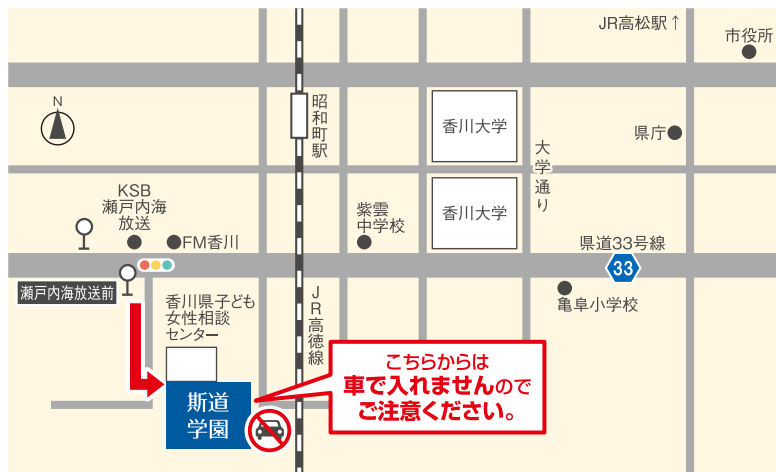 JR高松駅↑
市役所
N
昭和町駅
香川大学
県庁
大学通り
KSB
瀬戸内海
放送
紫雲
中学校
香川大学
FM香川
県道33号線
33
瀬戸内海放送前
香川県子ども
女性相談
センター
JR高徳線
亀阜小学校
こちらからは
車で入れませんので
ご注意ください。
斯道
学園